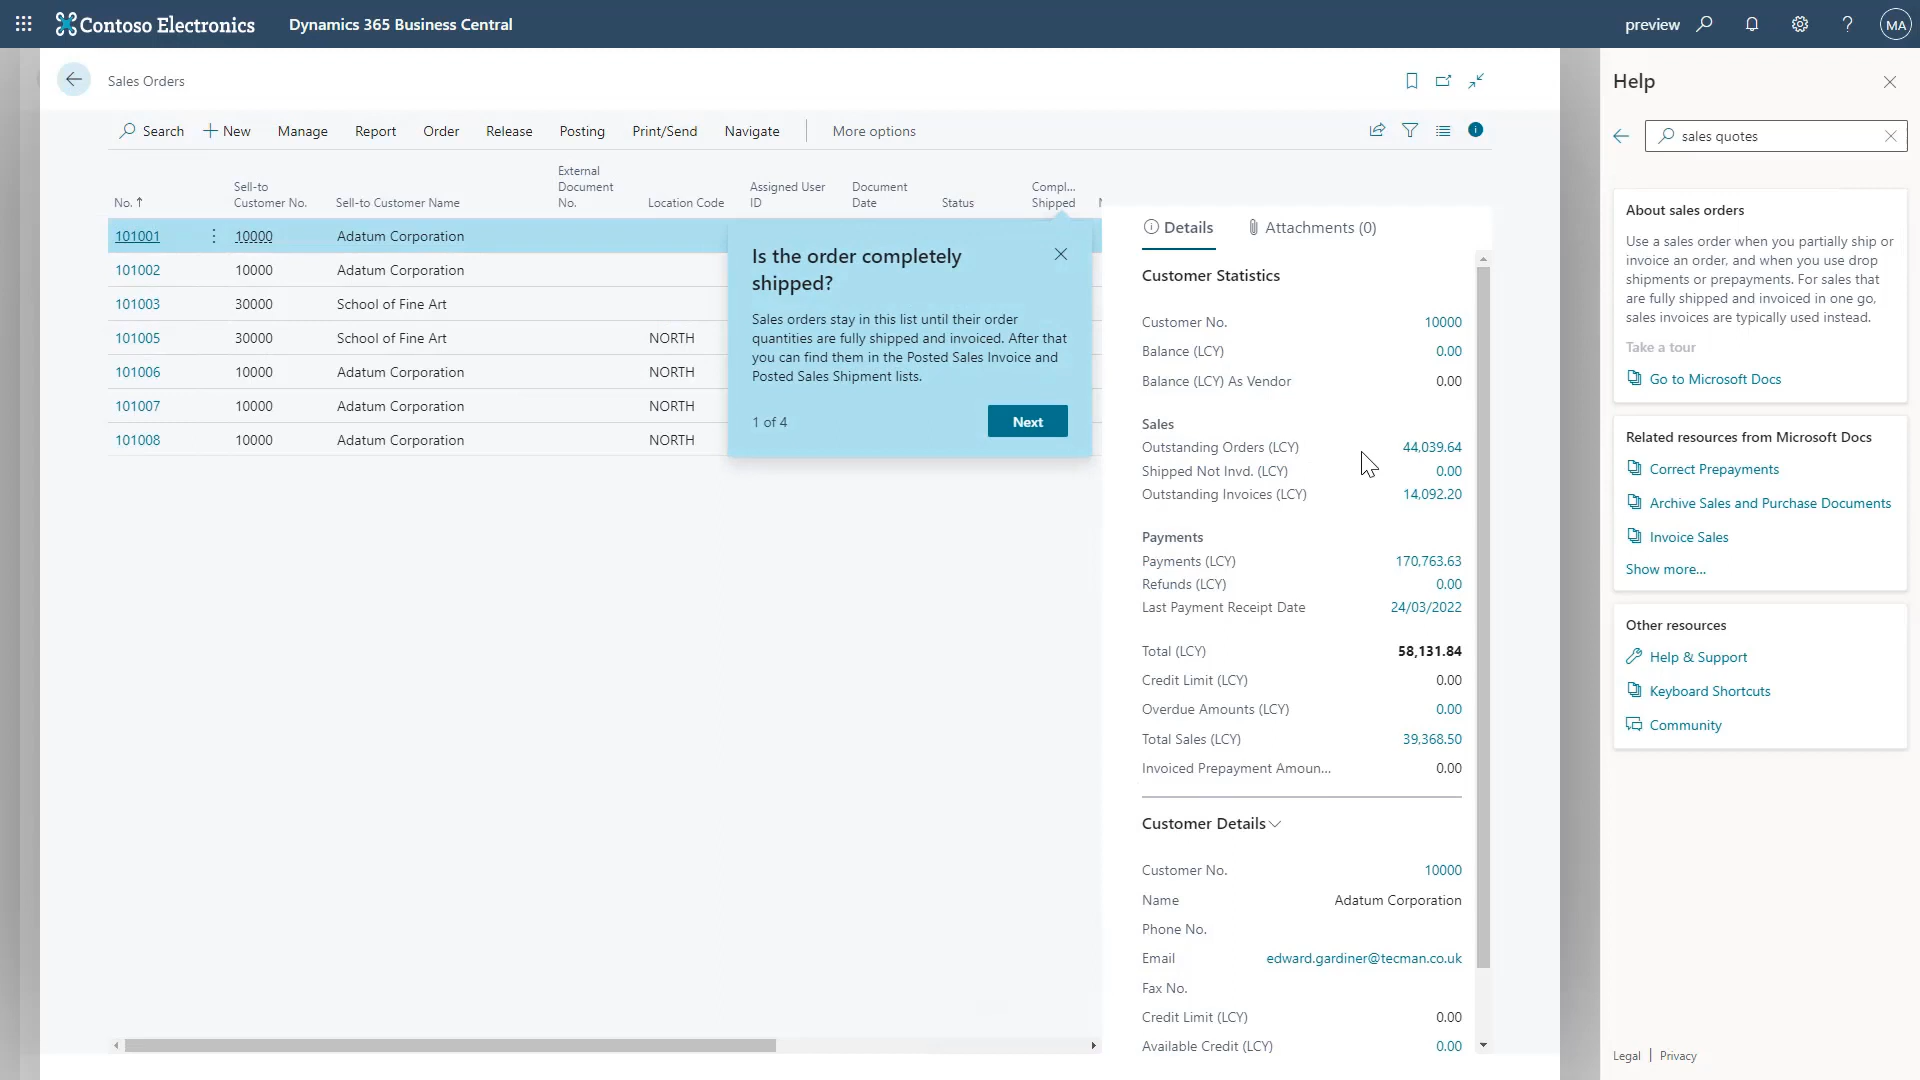 Contoso Electronics
Dynamics 365 Business Central
preview
MA
Sales Orders
Search
New
Manage
Report
Order
Release
Posting
Print/Send
Navigate
More options
No. ↑
Sell-to
Customer No.
Sell-to Customer Name
External
Document
No.
Location Code
Assigned User
ID
Document
Date
Status
Compl...
Shipped
101001 10000 Adatum Corporation
101002 10000 Adatum Corporation
101003 30000 School of Fine Art
101005 30000 School of Fine Art NORTH
101006 10000 Adatum Corporation NORTH
101007 10000 Adatum Corporation NORTH
101008 10000 Adatum Corporation NORTH
Is the order completely
shipped?
Sales orders stay in this list until their order
quantities are fully shipped and invoiced. After that
you can find them in the Posted Sales Invoice and
Posted Sales Shipment lists.
1 of 4
Next
Details
Attachments (0)
Customer Statistics
Customer No. 10000
Balance (LCY) 0.00
Balance (LCY) As Vendor 0.00
Sales
Outstanding Orders (LCY) 44,039.64
Shipped Not Invd. (LCY) 0.00
Outstanding Invoices (LCY) 14,092.20
Payments
Payments (LCY) 170,763.63
Refunds (LCY) 0.00
Last Payment Receipt Date 24/03/2022
Total (LCY) 58,131.84
Credit Limit (LCY) 0.00
Overdue Amounts (LCY) 0.00
Total Sales (LCY) 39,368.50
Invoiced Prepayment Amoun... 0.00
Customer Details
Customer No. 10000
Name Adatum Corporation
Phone No.
Email edward.gardiner@tecman.co.uk
Fax No.
Credit Limit (LCY) 0.00
Available Credit (LCY) 0.00
Help
sales quotes
About sales orders
Use a sales order when you partially ship or
invoice an order, and when you use drop
shipments or prepayments. For sales that
are fully shipped and invoiced in one go,
sales invoices are typically used instead.
Take a tour
Go to Microsoft Docs
Related resources from Microsoft Docs
Correct Prepayments
Archive Sales and Purchase Documents
Invoice Sales
Show more...
Other resources
Help & Support
Keyboard Shortcuts
Community
Legal | Privacy